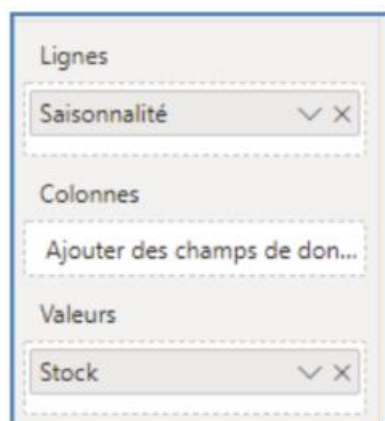 Lignes
Saisonnalité
Colonnes
Ajouter des champs de don...
Valeurs
Stock